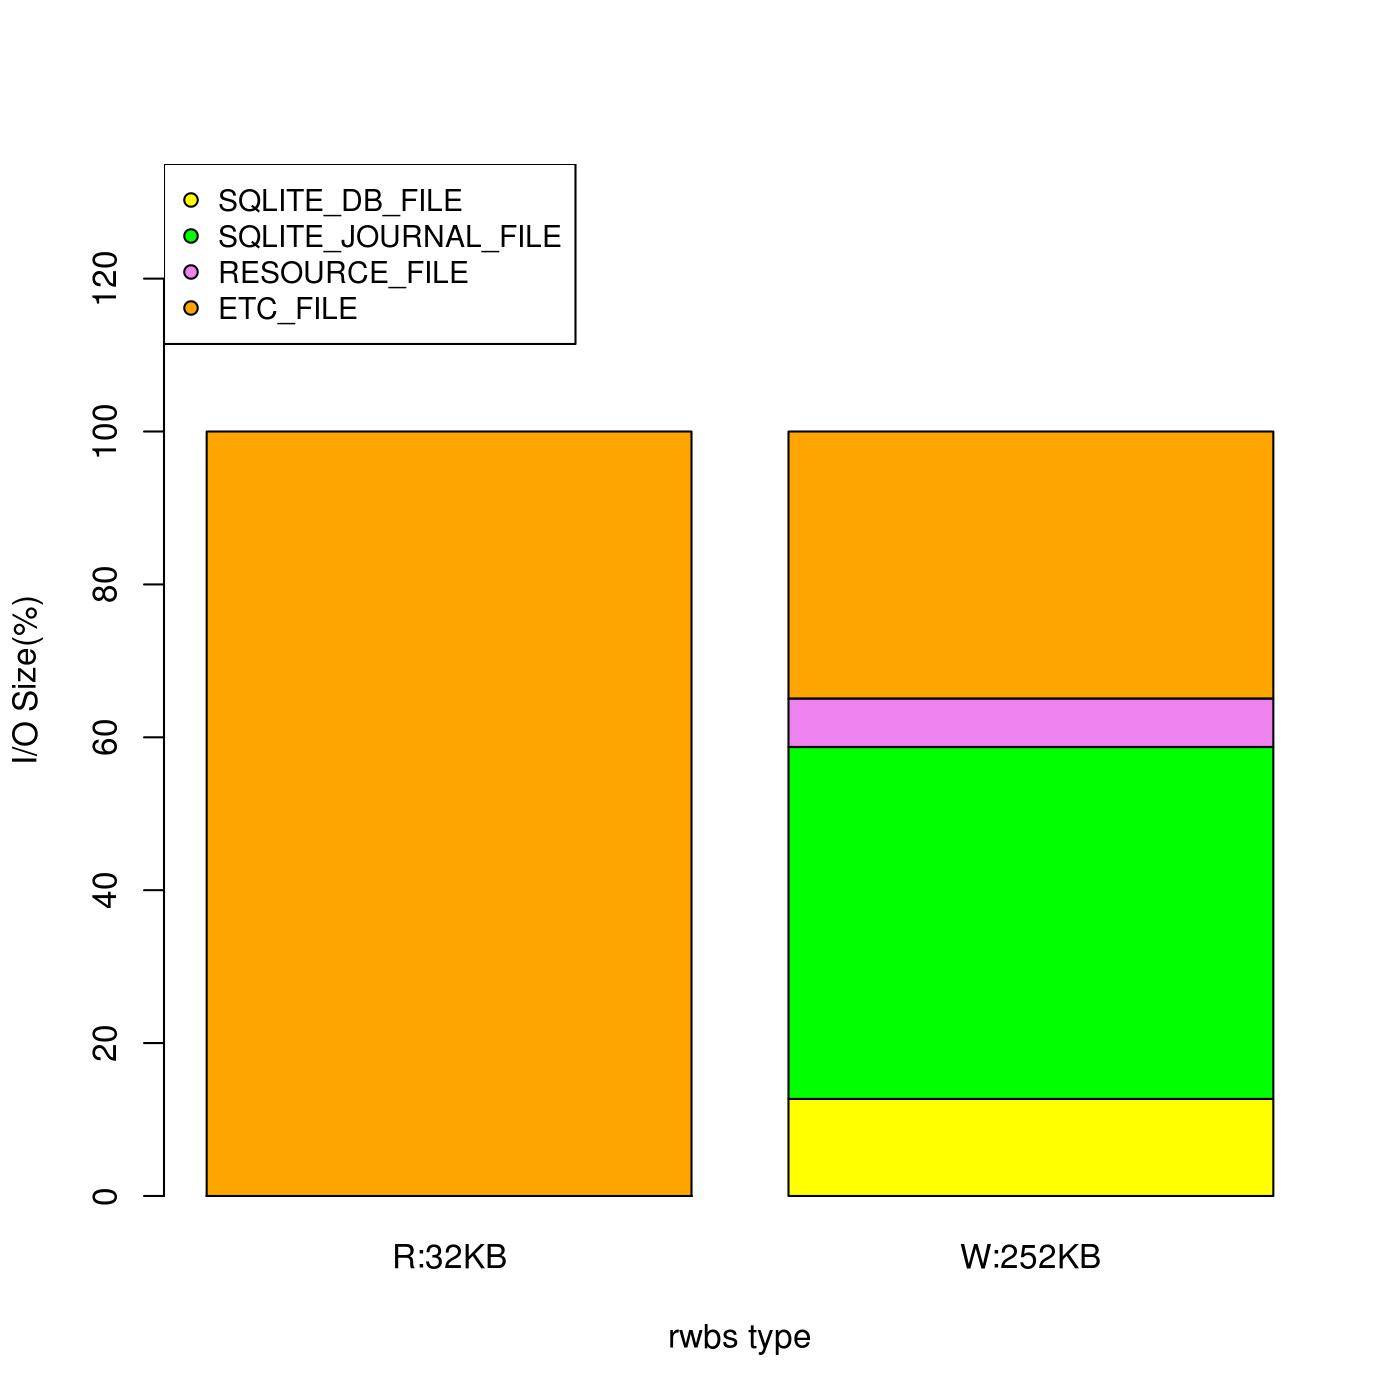 SQLITE_DB_FILE
SQLITE_JOURNAL_FILE
RESOURCE_FILE
ETC_FILE
120
100
80
60
40
20
0
I/O Size(%)
R:32KB
W:252KB
rwbs type